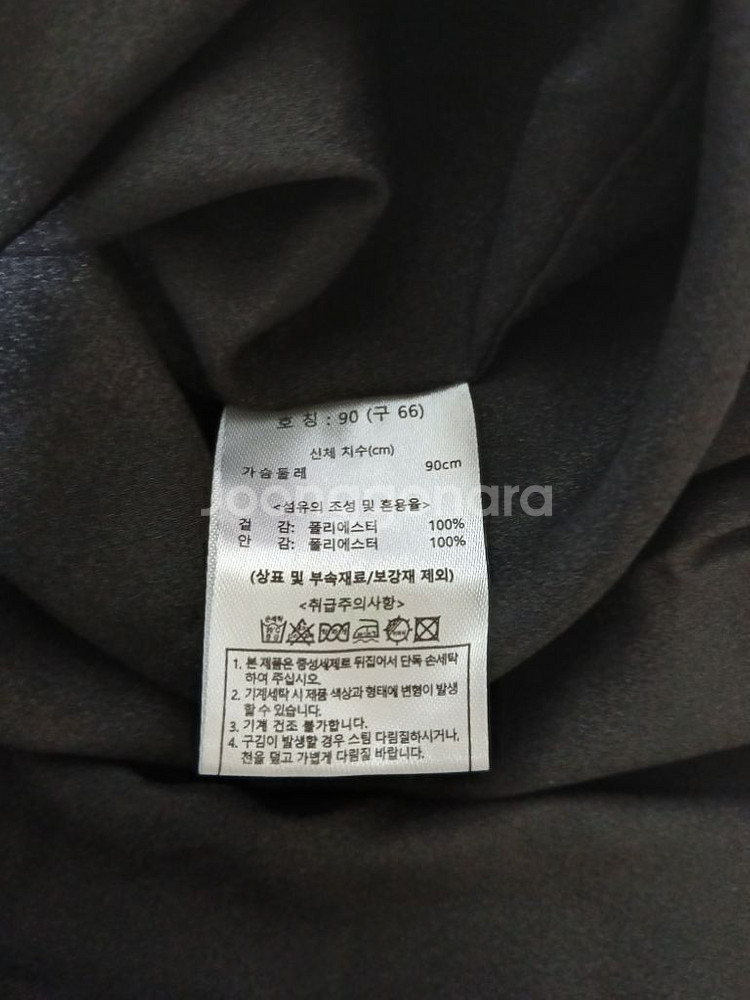 호 칭 : 90 (구 66)
신체 치수(cm)
가슴둘레 90cm
Joonggonara
<섬유의 조성 및 혼용율>
겉 감: 폴리에스터 100%
안 감: 폴리에스터 100%
(상표 및 부속재료/보강재 제외)
<취급주의사항>
1. 본 제품은 중성세제로 뒤집어서 단독 손세탁
하여 주십시오.
2. 기계세탁 시 제품 색상과 형태에 변형이 발생
할 수 있습니다.
3. 기계 건조 불가합니다.
4. 구김이 발생할 경우 스팀 다림질하시거나,
천을 덮고 가볍게 다림질 바랍니다.